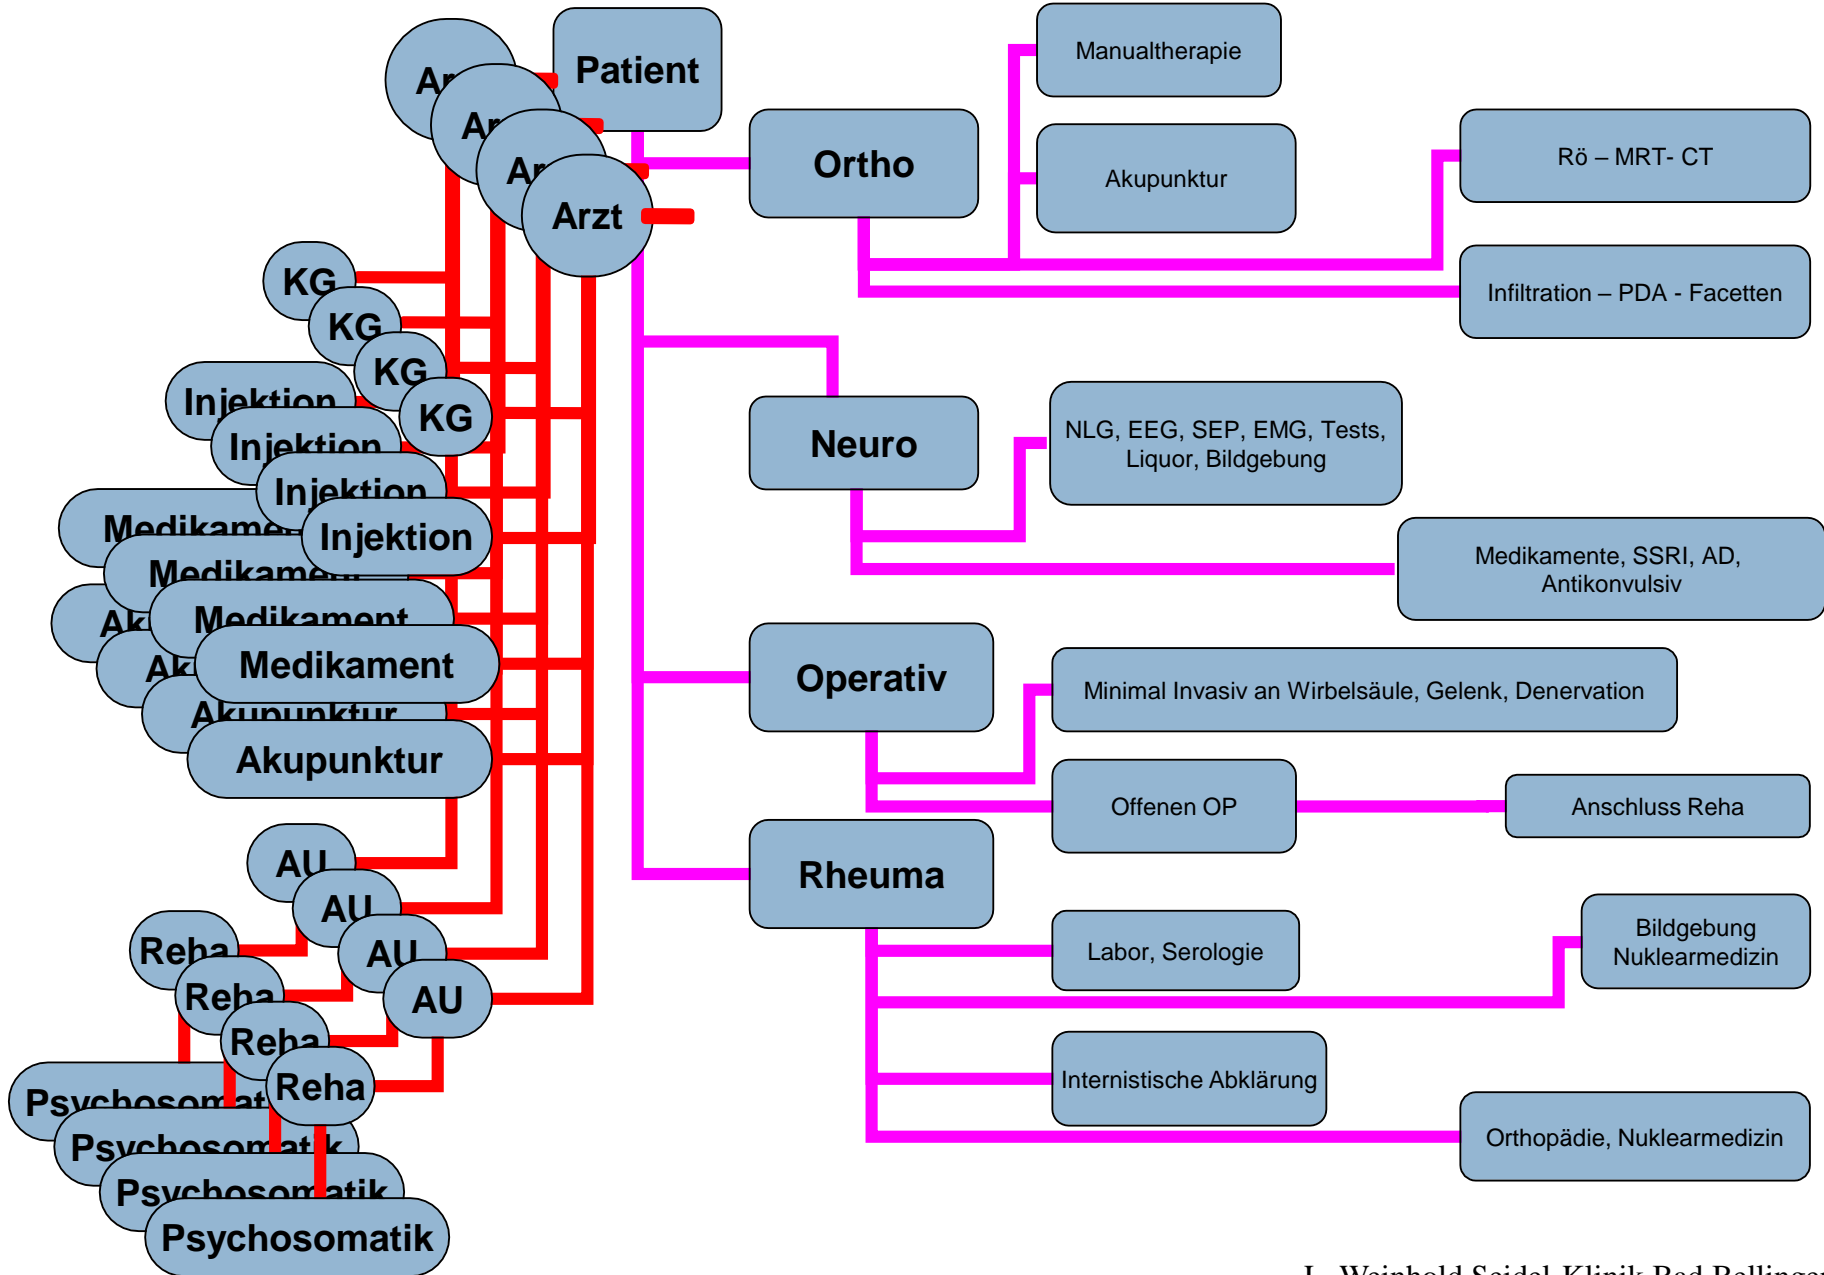 Patient
Arzt
KG
KG
KG
KG
Injektion
Injektion
Injektion
Injektion
Medikament
Medikament
Medikament
Akupunktur
Akupunktur
AU
AU
AU
AU
Reha
Reha
Reha
Reha
Psychosomatik
Psychosomatik
Psychosomatik
Ortho
Manualtherapie
Akupunktur
Rö – MRT- CT
Infiltration – PDA - Facetten
Neuro
NLG, EEG, SEP, EMG, Tests,
Liquor, Bildgebung
Medikamente, SSRI, AD,
Antikonvulsiv
Operativ
Minimal Invasiv an Wirbelsäule, Gelenk, Denervation
Offenen OP
Anschluss Reha
Rheuma
Labor, Serologie
Bildgebung
Nuklearmedizin
Internistische Abklärung
Orthopädie, Nuklearmedizin